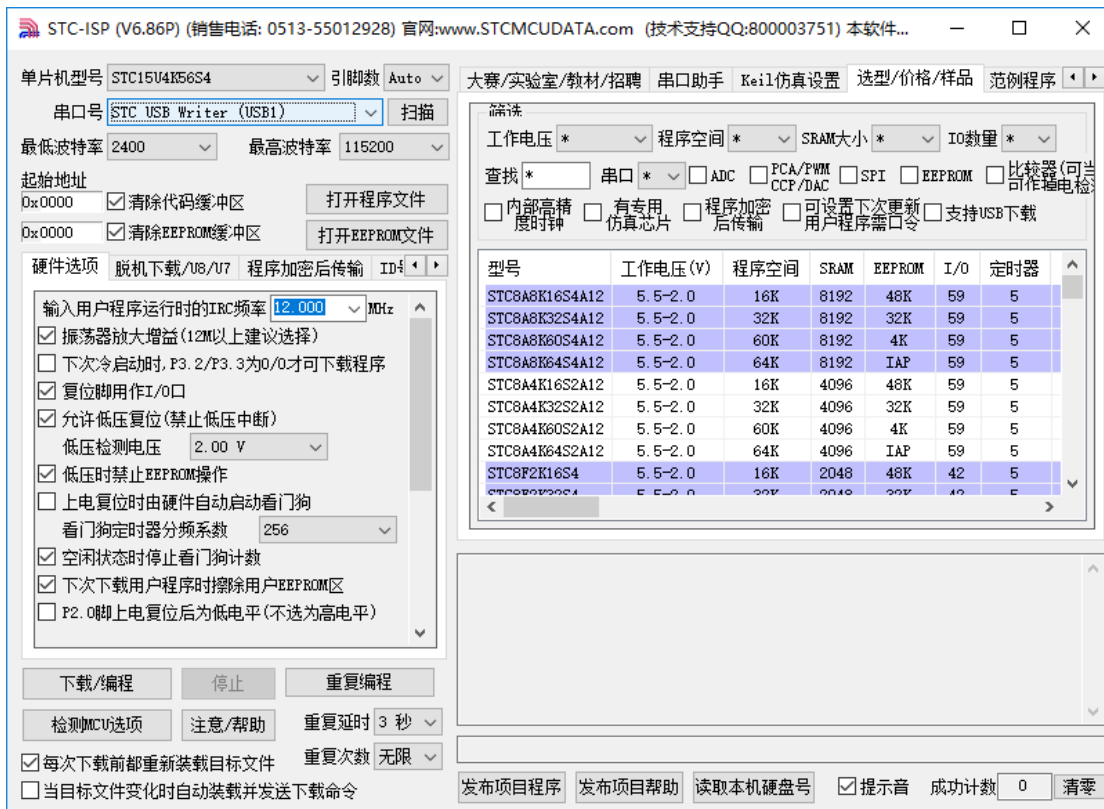 STC-ISP (V6.86P) (销售电话: 0513-55012928) 官网:www.STCMCUDATA.com (技术支持QQ:800003751) 本软件...
单片机型号 STC15U4K56S4 引脚数 Auto
串口号 STC USB Writer (USB1) 扫描
最低波特率 2400 最高波特率 115200
起始地址
0x0000 清除代码缓冲区 打开程序文件
0x0000 清除EEPROM缓冲区 打开EEPROM文件
硬件选项 脱机下载/U8/U7 程序加密后传输
输入用户程序运行时的IRC频率 12.000 MHz
振荡器放大增益(12M以上建议选择)
下次冷启动时,P3.2/P3.3为0/0才可下载程序
复位脚用作I/O口
允许低压复位(禁止低压中断)
低压检测电压 2.00 V
低压时禁止EEPROM操作
上电复位时由硬件自动启动看门狗
看门狗定时器分频系数 256
空闲状态时停止看门狗计数
下次下载用户程序时擦除用户EEPROM区
P2.0脚上电复位后为低电平(不选为高电平)
下载/编程 停止 重复编程
检测MCU选项 注意/帮助 重复延时 3 秒
重复次数 无限
每次下载前都重新装载目标文件
当目标文件变化时自动装载并发送下载命令
大赛/实验室/教材/招聘 串口助手 Keil仿真设置 选型/价格/样品 范例程序
筛选
工作电压 * 程序空间 * SRAM大小 * IO数量 *
查找 * 串口 * ADC PCA/PWM CCP/DAC SPI EEPROM 比较器(可当
可作掉电检测
内部高精度时钟 有专用仿真芯片 程序加密后传输 可设置下次更新用户程序需口令 支持USB下载
型号 工作电压(V) 程序空间 SRAM EEPROM I/O 定时器
STC8A8K16S4A12 5.5-2.0 16K 8192 48K 59 5
STC8A8K32S4A12 5.5-2.0 32K 8192 32K 59 5
STC8A8K60S4A12 5.5-2.0 60K 8192 4K 59 5
STC8A8K64S4A12 5.5-2.0 64K 8192 IAP 59 5
STC8A4K16S2A12 5.5-2.0 16K 4096 48K 59 5
STC8A4K32S2A12 5.5-2.0 32K 4096 32K 59 5
STC8A4K60S2A12 5.5-2.0 60K 4096 4K 59 5
STC8A4K64S2A12 5.5-2.0 64K 4096 IAP 59 5
STC8F2K16S4 5.5-2.0 16K 2048 48K 42 5
STC8F2K32S4 5.5-2.0 32K 2048 32K 42 5
发布项目程序 发布项目帮助 读取本机硬盘号 提示音 成功计数 0 清零